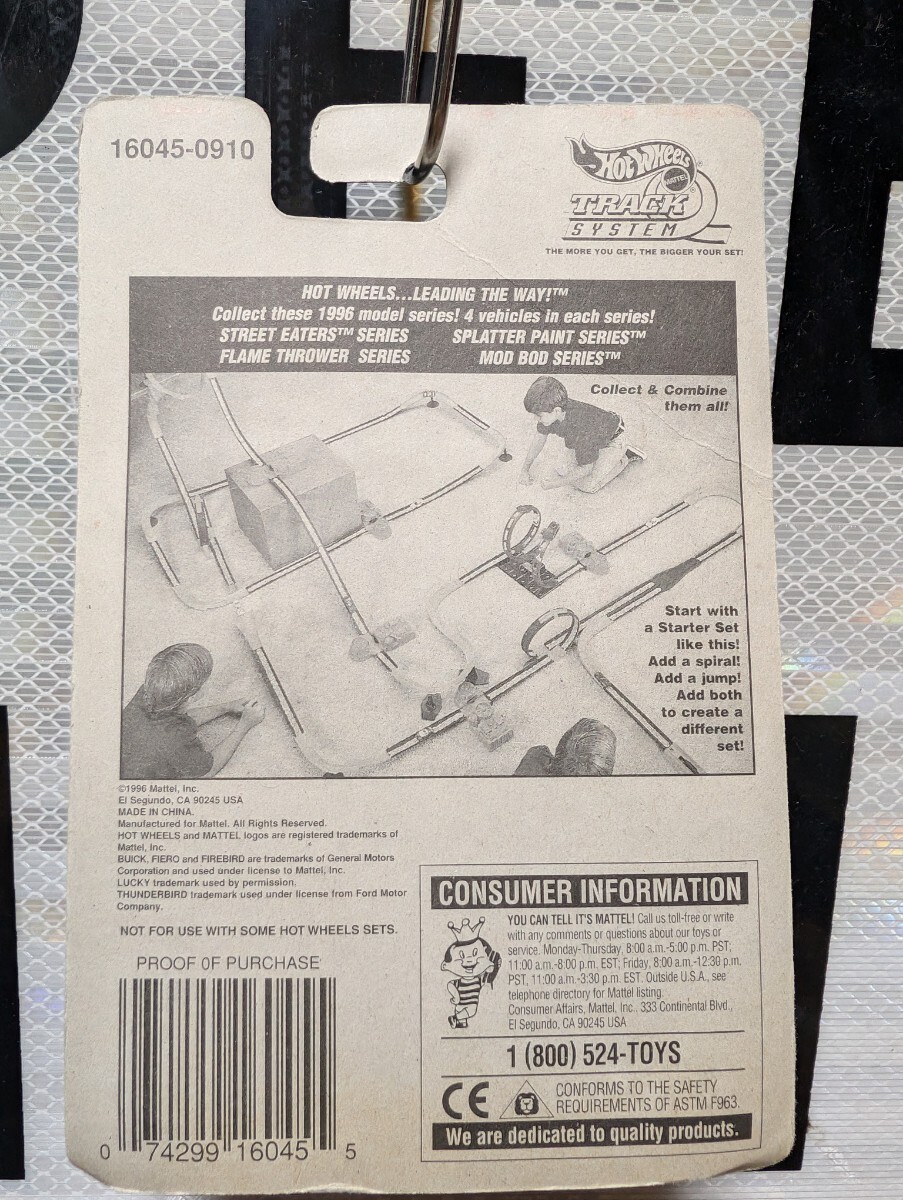 16045-0910
Hot Wheels®
MATTEL
®
TRACK
SYSTEM
THE MORE YOU GET, THE BIGGER YOUR SET!
HOT WHEELS...LEADING THE WAY!™
Collect these 1996 model series! 4 vehicles in each series!
STREET EATERS™ SERIES SPLATTER PAINT SERIES™
FLAME THROWER SERIES MOD BOD SERIES™
Collect & Combine
them all!
Start with
a Starter Set
like this!
Add a spiral!
Add a jump!
Add both
to create a
different
set!
©1996 Mattel, Inc.
El Segundo, CA 90245 USA
MADE IN CHINA.
Manufactured for Mattel. All Rights Reserved.
HOT WHEELS and MATTEL logos are registered trademarks of
Mattel, Inc.
BUICK, FIERO and FIREBIRD are trademarks of General Motors
Corporation and used under license to Mattel, Inc.
LUCKY trademark used by permission.
THUNDERBIRD trademark used under license from Ford Motor
Company.
NOT FOR USE WITH SOME HOT WHEELS SETS.
PROOF OF PURCHASE
0 74299 16045 5
CONSUMER INFORMATION
YOU CAN TELL IT'S MATTEL! Call us toll-free or write
with any comments or questions about our toys or
service. Monday-Thursday, 8:00 a.m.-5:00 p.m. PST;
11:00 a.m.-8:00 p.m. EST; Friday, 8:00 a.m.-12:30 p.m.
PST, 11:00 a.m.-3:30 p.m. EST. Outside U.S.A., see
telephone directory for Mattel listing.
Consumer Affairs, Mattel, Inc. 333 Continental Blvd.,
El Segundo, CA 90245 USA
1 (800) 524-TOYS
CE
CONFORMS TO THE SAFETY
REQUIREMENTS OF ASTM F963.
We are dedicated to quality products.